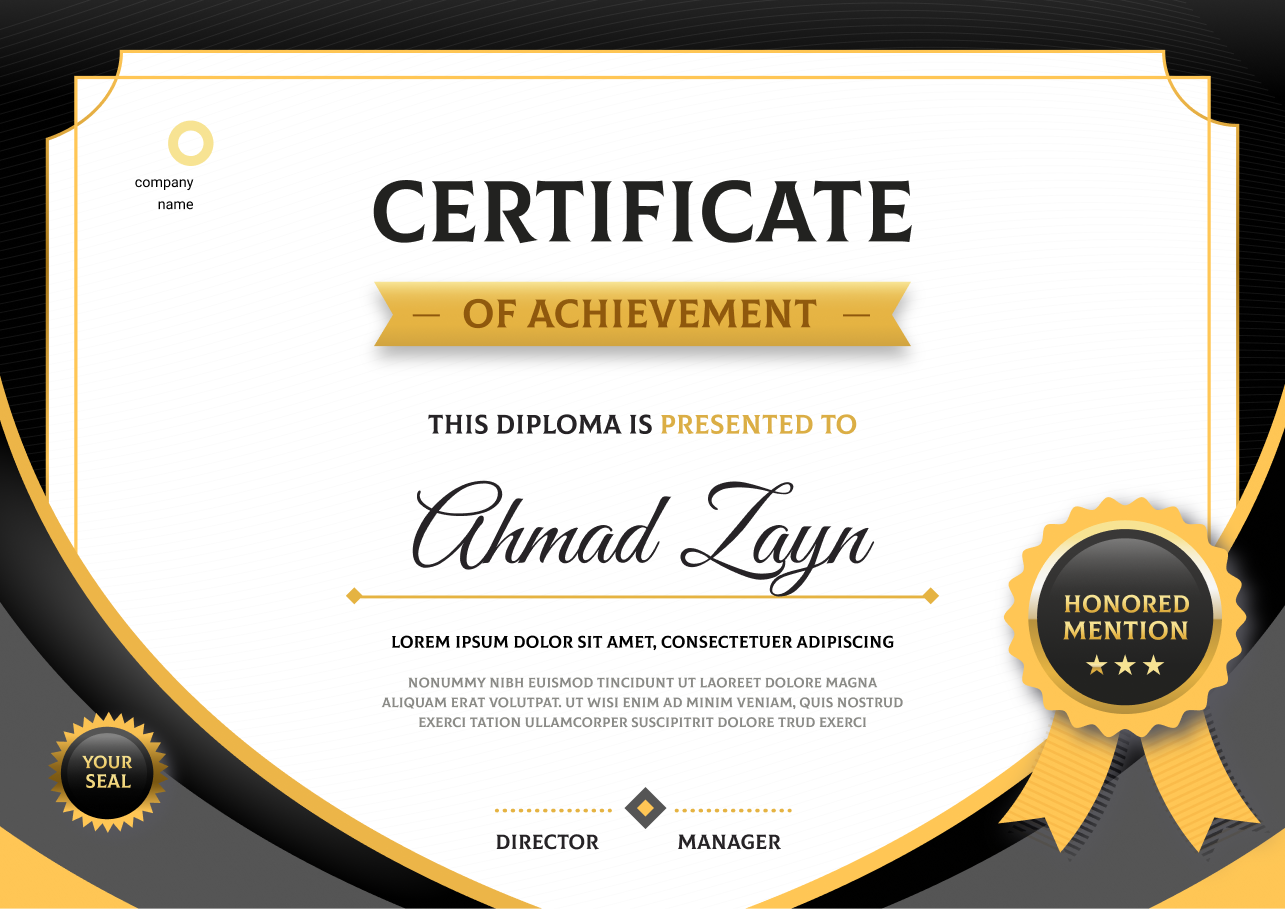 company
name
CERTIFICATE
— OF ACHIEVEMENT —
THIS DIPLOMA IS PRESENTED TO
Ahmad Zayn
LOREM IPSUM DOLOR SIT AMET, CONSECTETUER ADIPISCING
NONUMMY NIBH EUISMOD TINCIDUNT UT LAOREET DOLORE MAGNA
ALIQUAM ERAT VOLUTPAT. UT WISI ENIM AD MINIM VENIAM, QUIS NOSTRUD
EXERCI TATION ULLAMCORPER SUSCIPITRIT DOLORE TRUD EXERCI
HONORED
MENTION
YOUR
SEAL
DIRECTOR MANAGER